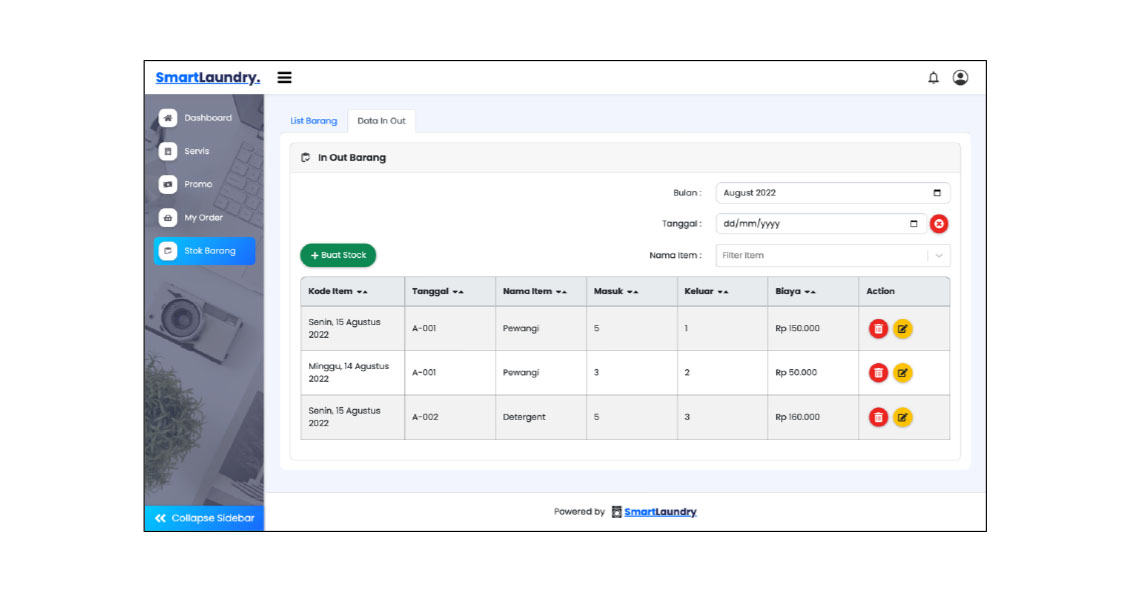 SmartLaundry.
Dashboard
Servis
Promo
My Order
Stok Barang
Collapse Sidebar
List Barang
Data In Out
In Out Barang
Bulan :
August 2022
Tanggal :
dd/mm/yyyy
+ Buat Stock
Nama Item :
Filter Item
Kode Item Tanggal Nama Item Masuk Keluar Biaya Action
Senin, 15 Agustus
2022
A-001 Pewangi 5 1 Rp 150.000
Minggu, 14 Agustus
2022
A-001 Pewangi 3 2 Rp 50.000
Senin, 15 Agustus
2022
A-002 Detergent 5 3 Rp 160.000
Powered by SmartLaundry